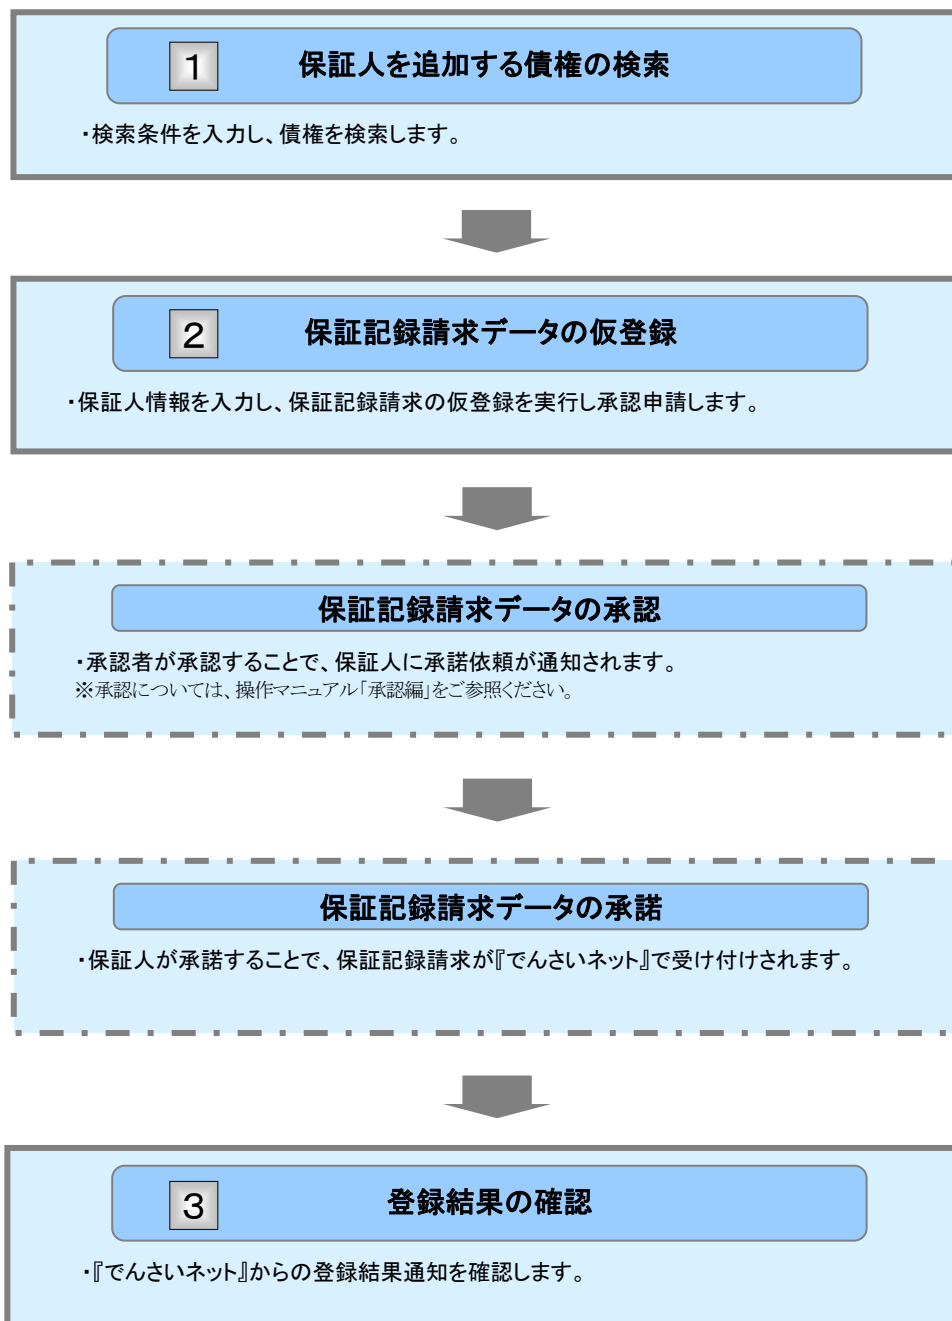 1 保証人を追加する債権の検索
・検索条件を入力し、債権を検索します。
2 保証記録請求データの仮登録
・保証人情報を入力し、保証記録請求の仮登録を実行し承認申請します。
保証記録請求データの承認
・承認者が承認することで、保証人に承諾依頼が通知されます。
※承認については、操作マニュアル「承認編」をご参照ください。
保証記録請求データの承諾
・保証人が承諾することで、保証記録請求が『でんさいネット』で受け付けされます。
3 登録結果の確認
・『でんさいネット』からの登録結果通知を確認します。